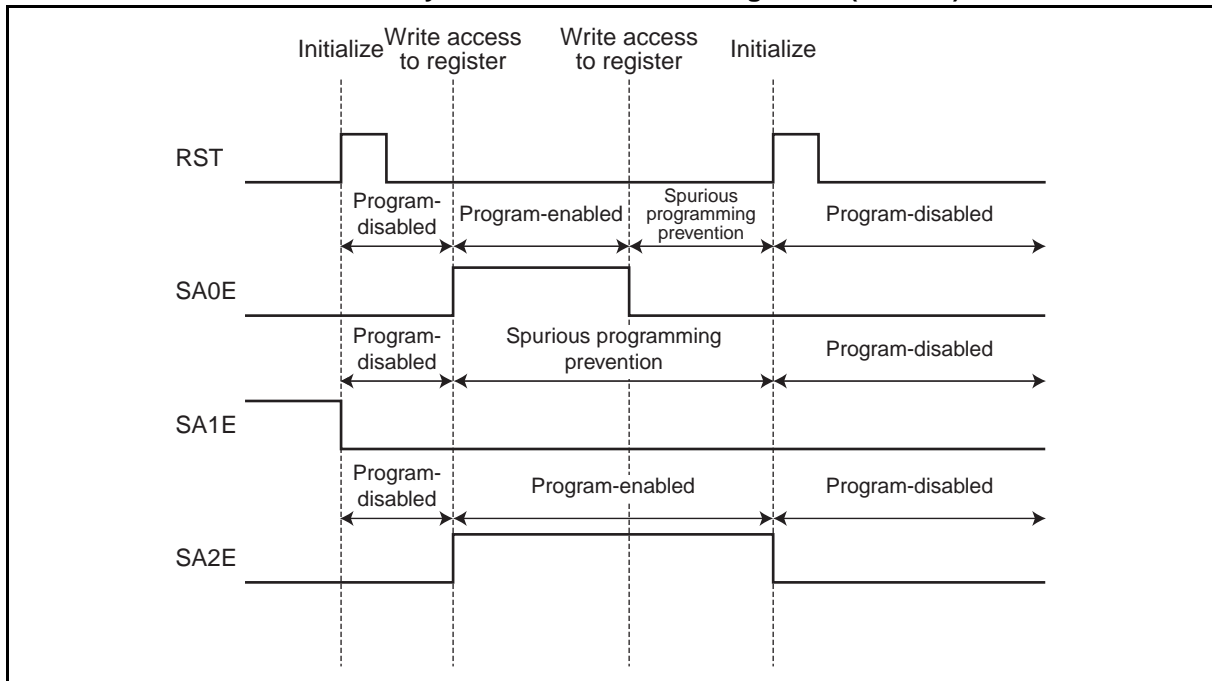 Initialize
Write access
to register
Write access
to register
Initialize
RST
Program-
disabled
Program-enabled
Spurious
programming
prevention
Program-disabled
SA0E
Program-
disabled
Spurious programming
prevention
Program-disabled
SA1E
Program-
disabled
Program-enabled
Program-disabled
SA2E